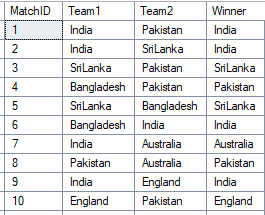 MatchID Team1 Team2 Winner
1 India Pakistan India
2 India SriLanka India
3 SriLanka Pakistan SriLanka
4 Bangladesh Pakistan Pakistan
5 SriLanka Bangladesh SriLanka
6 Bangladesh India India
7 India Australia Australia
8 Pakistan Australia Pakistan
9 India England India
10 England Pakistan England